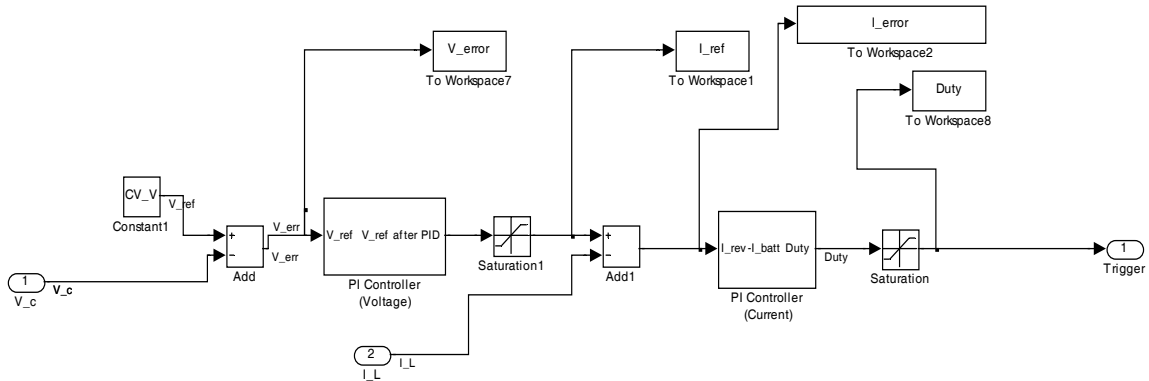 I_error
To Workspace2
V_error
To Workspace7
I_ref
To Workspace1
Duty
To Workspace8
CV_V
V_ref
Constant1
+
−
Add
V_err
V_err
V_ref V_ref after PID
PI Controller
(Voltage)
Saturation1
+
−
Add1
I_rev-I_batt Duty
PI Controller
(Current)
Duty
Saturation
1
Trigger
1
V_c
V_c
2
I_L
I_L